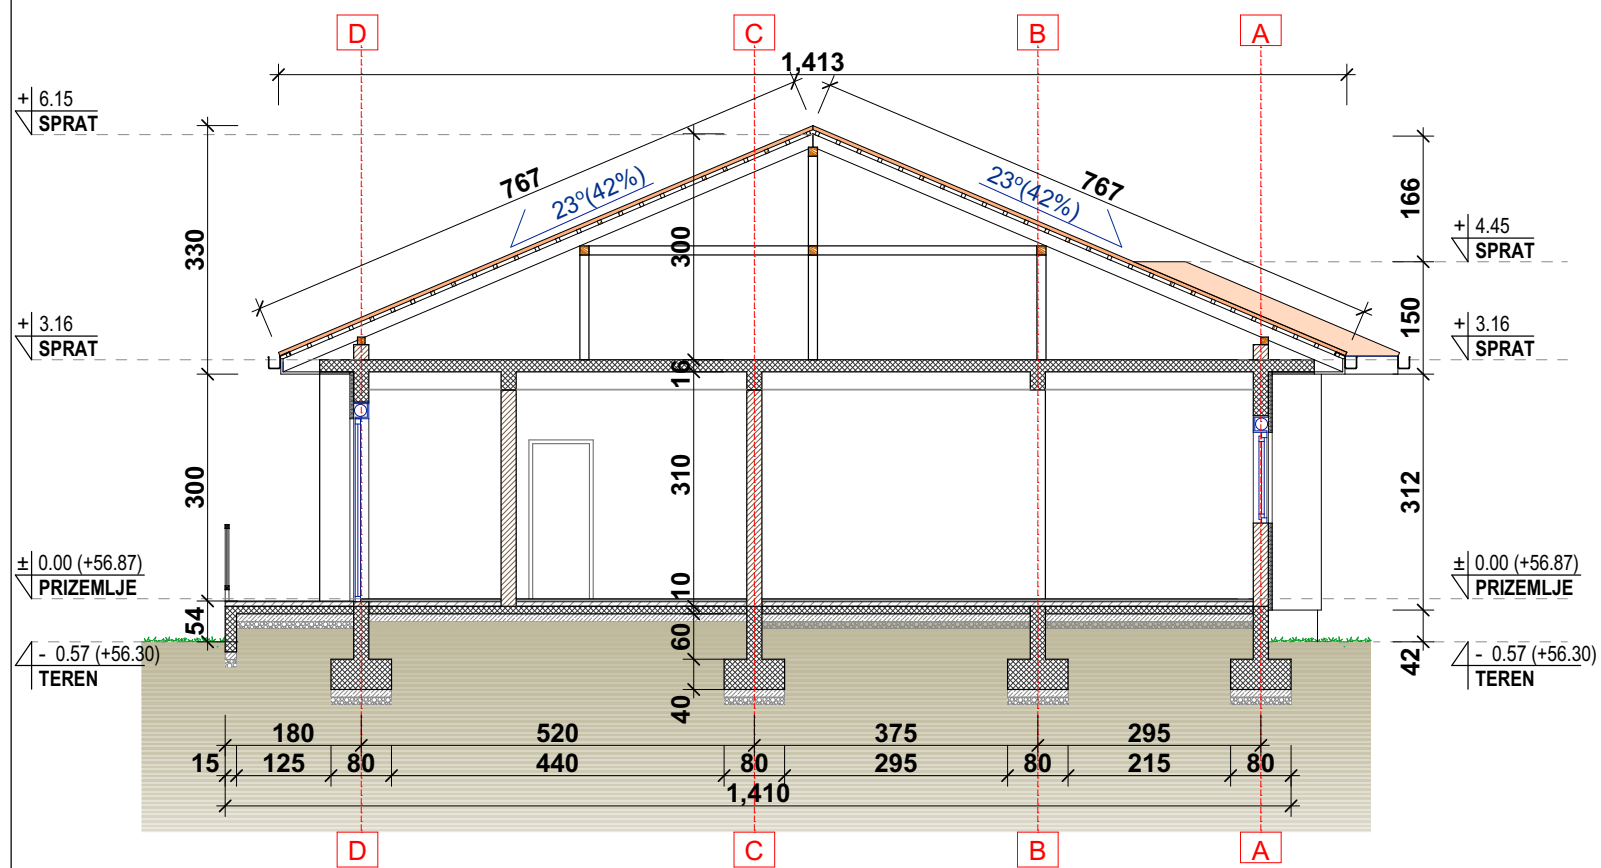 D
C
B
A
1,413
+ 6.15
SPRAT
767
23°(42%)
23°(42%)
767
166
+ 4.45
SPRAT
330
300
150
+ 3.16
SPRAT
+ 3.16
SPRAT
16
300
310
312
± 0.00 (+56.87)
PRIZEMLJE
10
± 0.00 (+56.87)
PRIZEMLJE
54
60
42
- 0.57 (+56.30)
TEREN
- 0.57 (+56.30)
TEREN
40
180
520
375
295
15
125
80
440
80
295
80
215
80
1,410
D
C
B
A